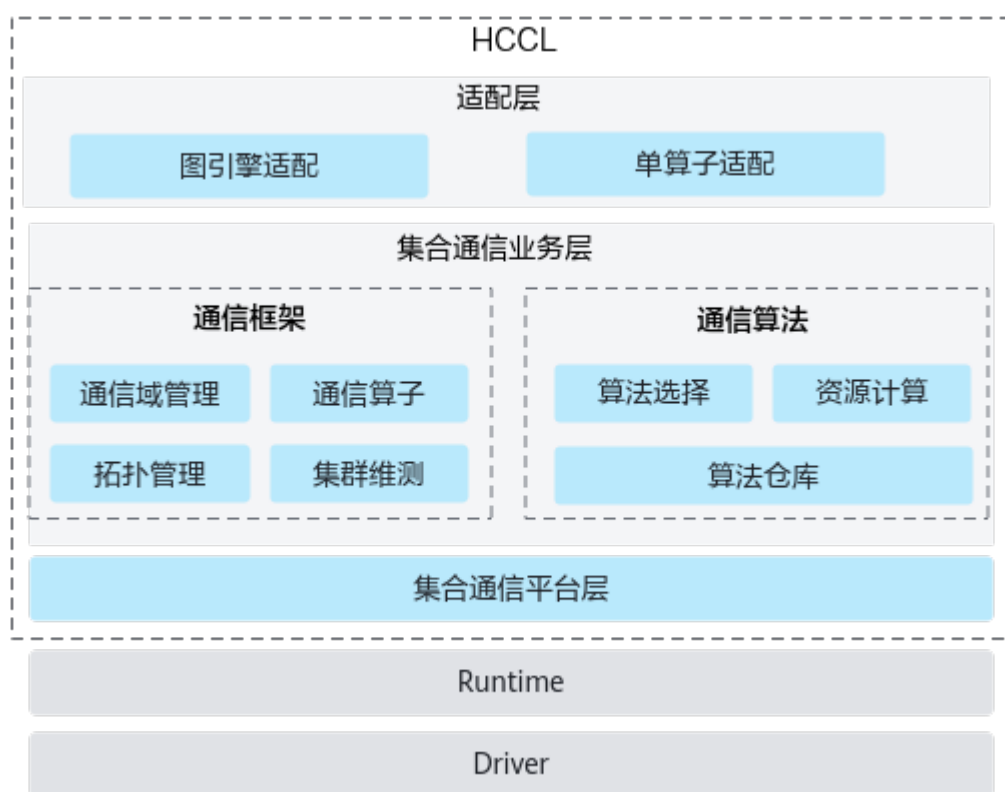 HCCL
适配层
图引擎适配
单算子适配
集合通信业务层
通信框架
通信算法
通信域管理
通信算子
算法选择
资源计算
拓扑管理
集群维测
算法仓库
集合通信平台层
Runtime
Driver